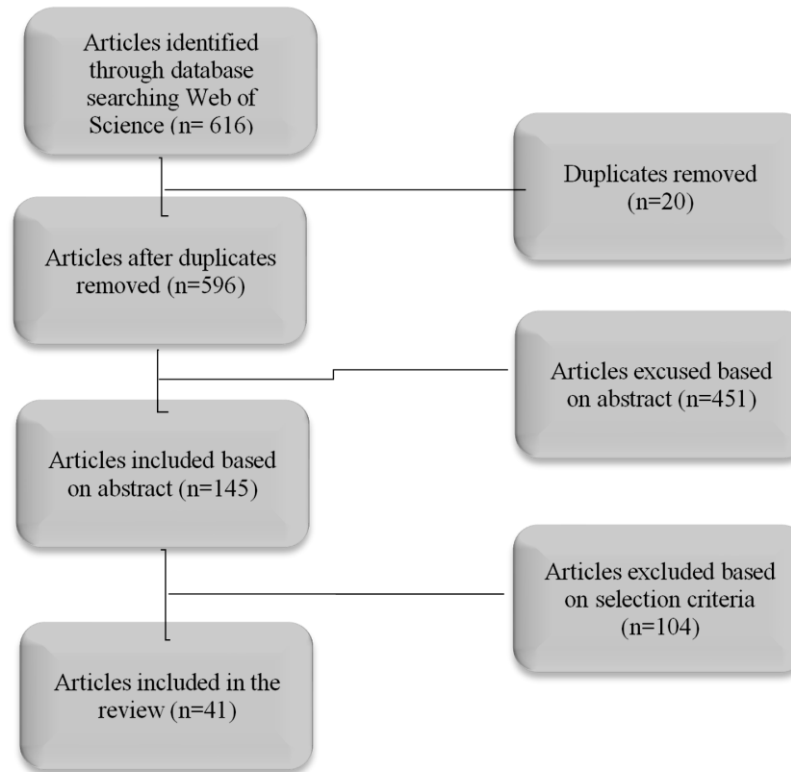 Articles identified
through database
searching Web of
Science (n= 616)
Duplicates removed
(n=20)
Articles after duplicates
removed (n=596)
Articles excused based
on abstract (n=451)
Articles included based
on abstract (n=145)
Articles excluded based
on selection criteria
(n=104)
Articles included in the
review (n=41)